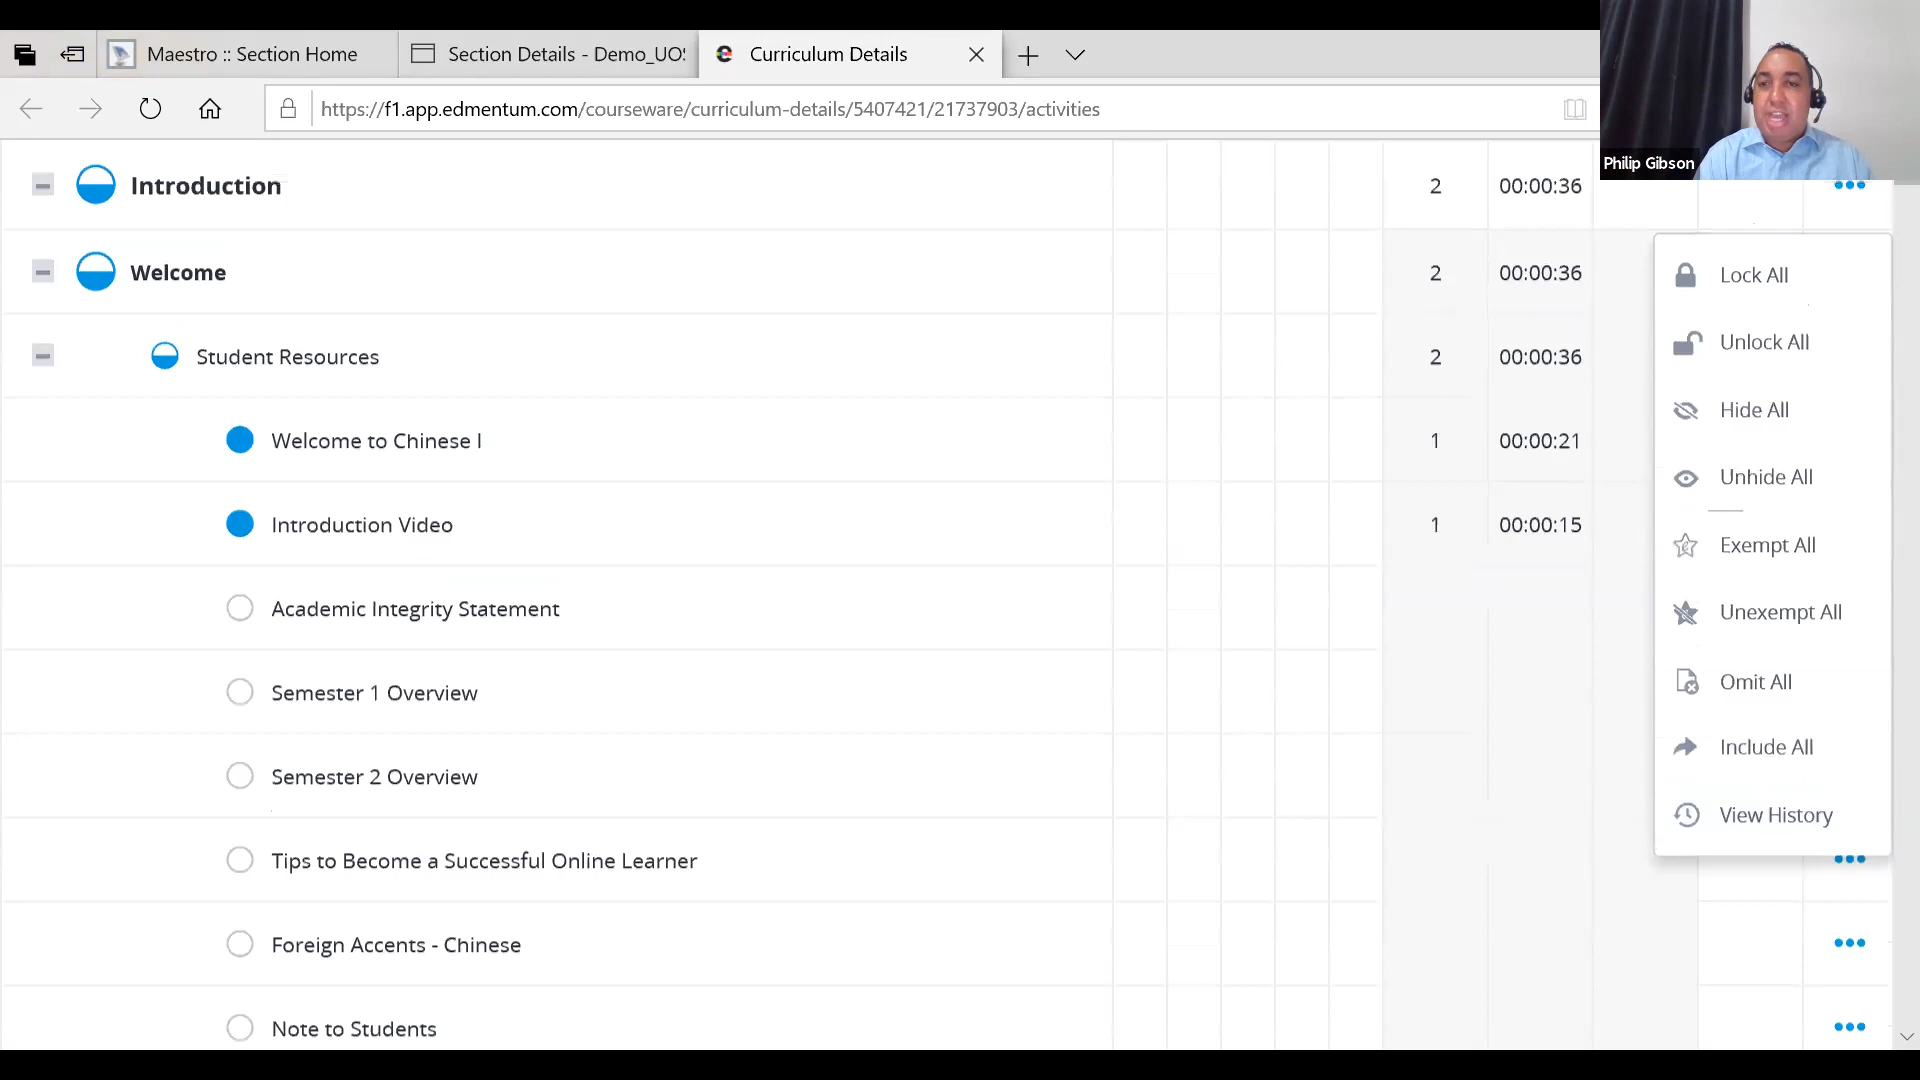 Maestro :: Section Home
Section Details - Demo_UOS
Curriculum Details
https://f1.app.edmentum.com/courseware/curriculum-details/5407421/21737903/activities
Philip Gibson
Introduction 2 00:00:36
Welcome 2 00:00:36
Student Resources 2 00:00:36
Welcome to Chinese I 1 00:00:21
Introduction Video 1 00:00:15
Academic Integrity Statement
Semester 1 Overview
Semester 2 Overview
Tips to Become a Successful Online Learner
Foreign Accents - Chinese
Note to Students
Lock All
Unlock All
Hide All
Unhide All
Exempt All
Unexempt All
Omit All
Include All
View History